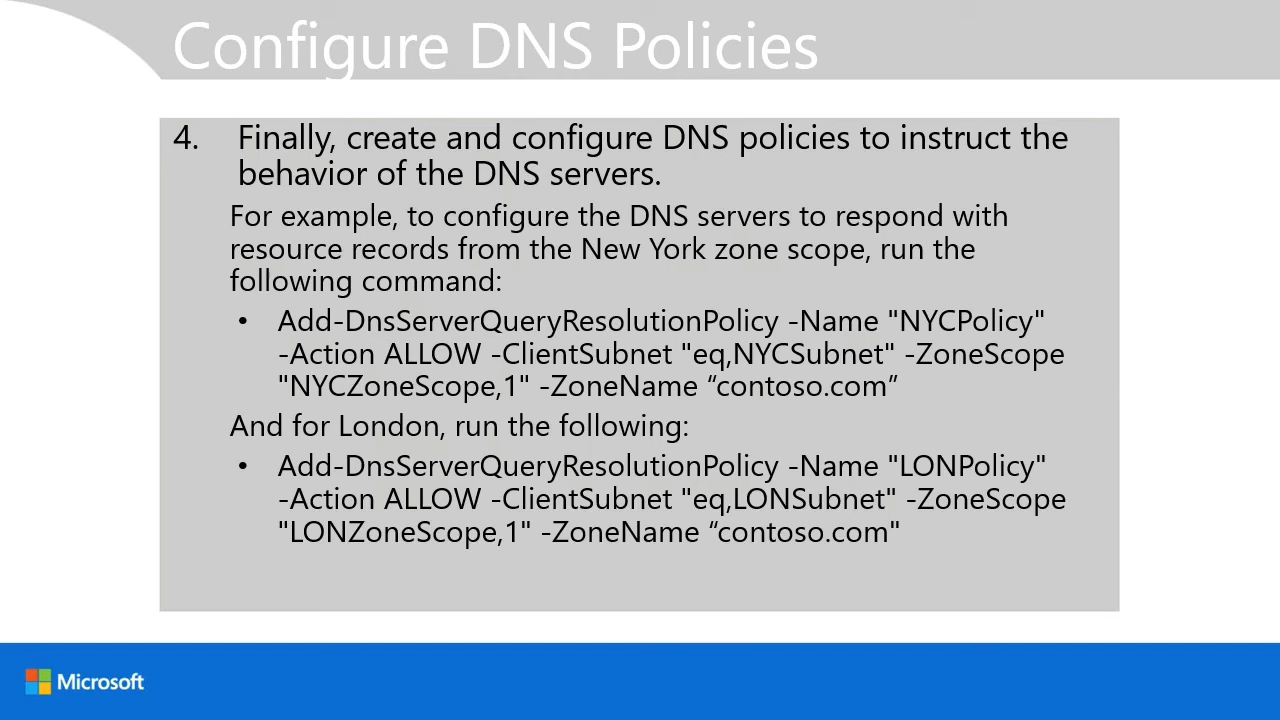 Configure DNS Policies
4. Finally, create and configure DNS policies to instruct the
behavior of the DNS servers.
For example, to configure the DNS servers to respond with
resource records from the New York zone scope, run the
following command:
• Add-DnsServerQueryResolutionPolicy -Name "NYCPolicy"
-Action ALLOW -ClientSubnet "eq,NYCSubnet" -ZoneScope
"NYCZoneScope,1" -ZoneName “contoso.com”
And for London, run the following:
• Add-DnsServerQueryResolutionPolicy -Name "LONPolicy"
-Action ALLOW -ClientSubnet "eq,LONSubnet" -ZoneScope
"LONZoneScope,1" -ZoneName “contoso.com"
Microsoft